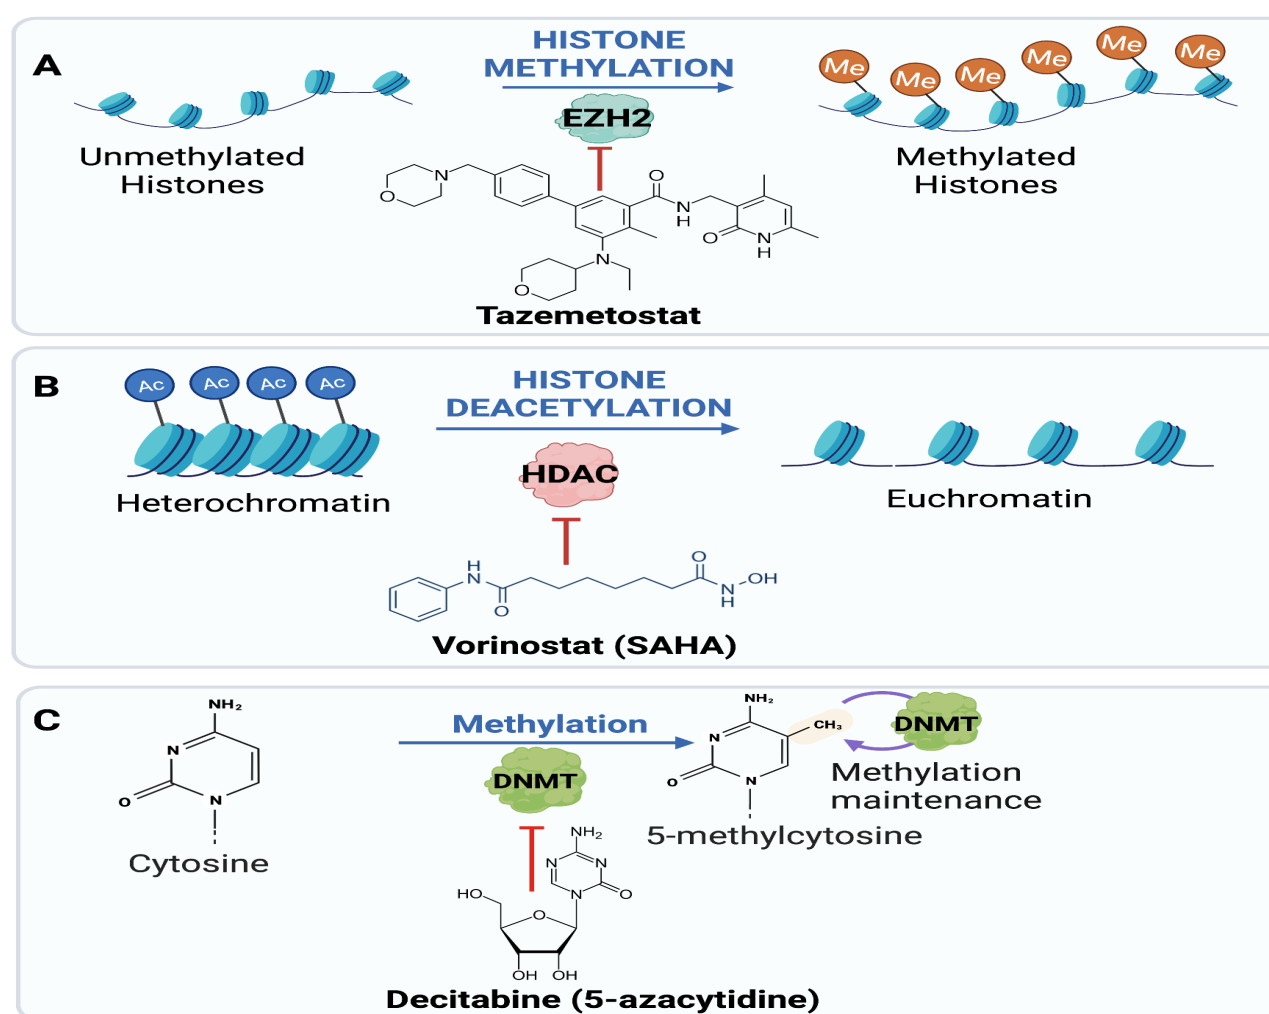 A
HISTONE
METHYLATION
EZH2
Unmethylated
Histones
Me
Me
Me
Me
Me
Me
Methylated
Histones
N
O
O
N
H
O
N
H
N
O
Tazemetostat
B
Ac
Ac
Ac
Ac
Heterochromatin
HISTONE
DEACETYLATION
HDAC
Euchromatin
H
N
O
O
N
H
OH
Vorinostat (SAHA)
C
NH₂
N
O
N
Cytosine
Methylation
DNMT
NH₂
N
CH₃
O
N
5-methylcytosine
DNMT
Methylation
maintenance
NH₂
N
N
N
O
HO
O
OH
OH
Decitabine (5-azacytidine)